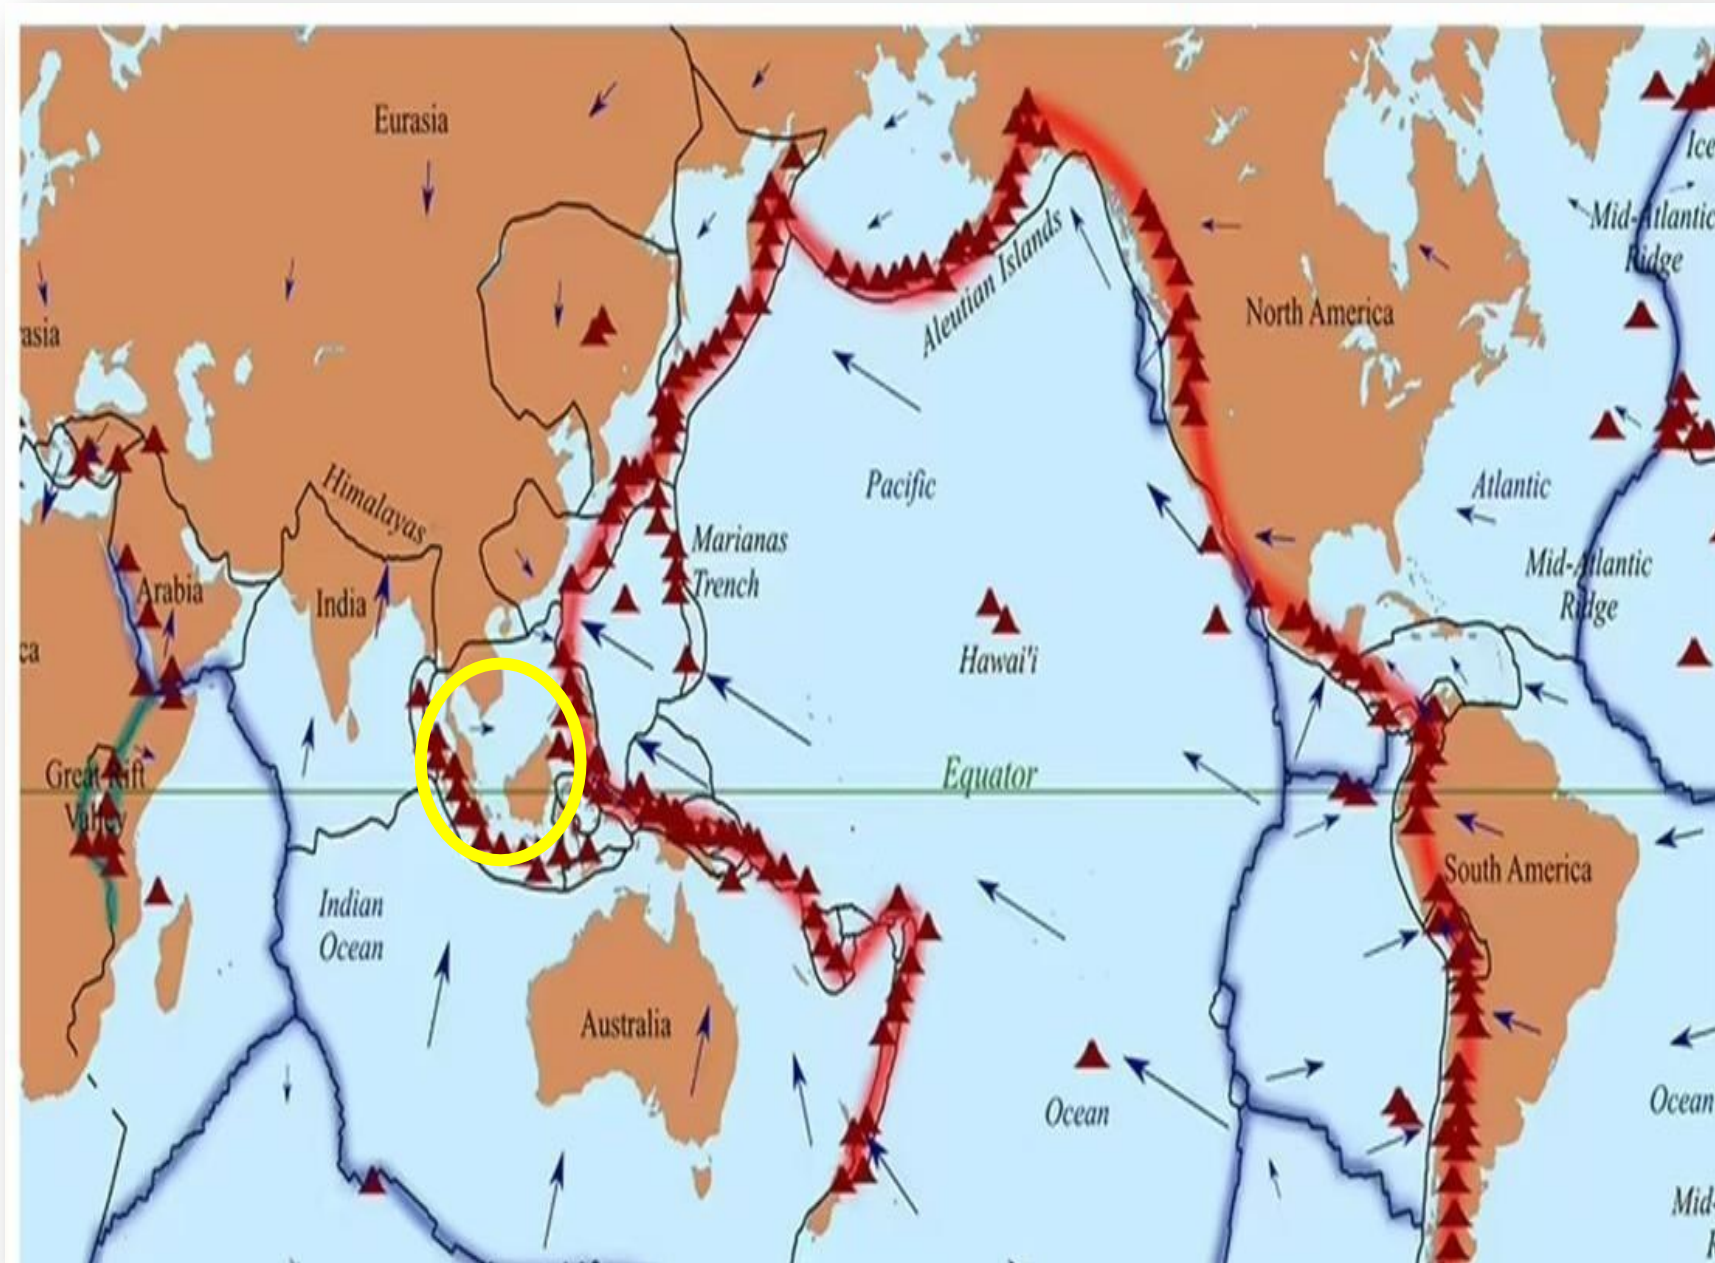 Eurasia
Ice
Mid-Atlantic
Ridge
Aleutian Islands
North America
asia
Himalayas
Pacific
Atlantic
Marianas
Trench
Mid-Atlantic
Ridge
Arabia
India
ca
Hawai'i
Great Rift
Valley
Equator
South America
Indian
Ocean
Australia
Ocean
Ocean
Mid-